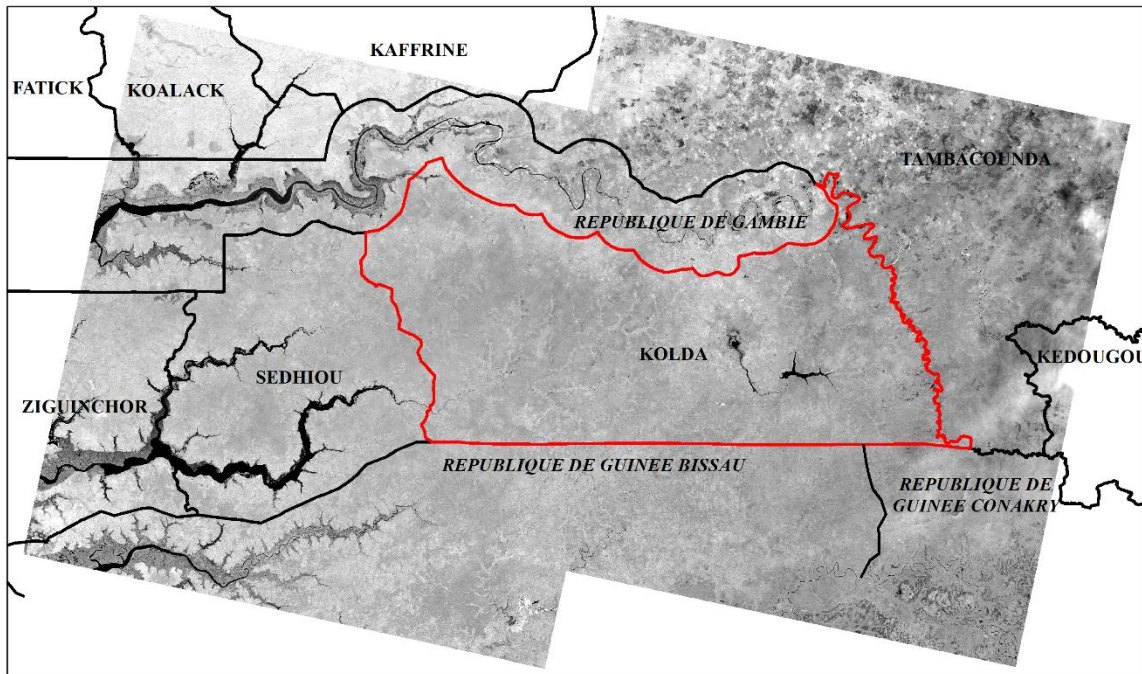 KAFFRINE
FATICK
KOALACK
TAMBACOUNDA
REPUBLIQUE DE GAMBIE
KOLDA
KEDOUGOU
SEDHIOU
ZIGUINCHOR
REPUBLIQUE DE GUINEE BISSAU
REPUBLIQUE DE
GUINEE CONAKRY